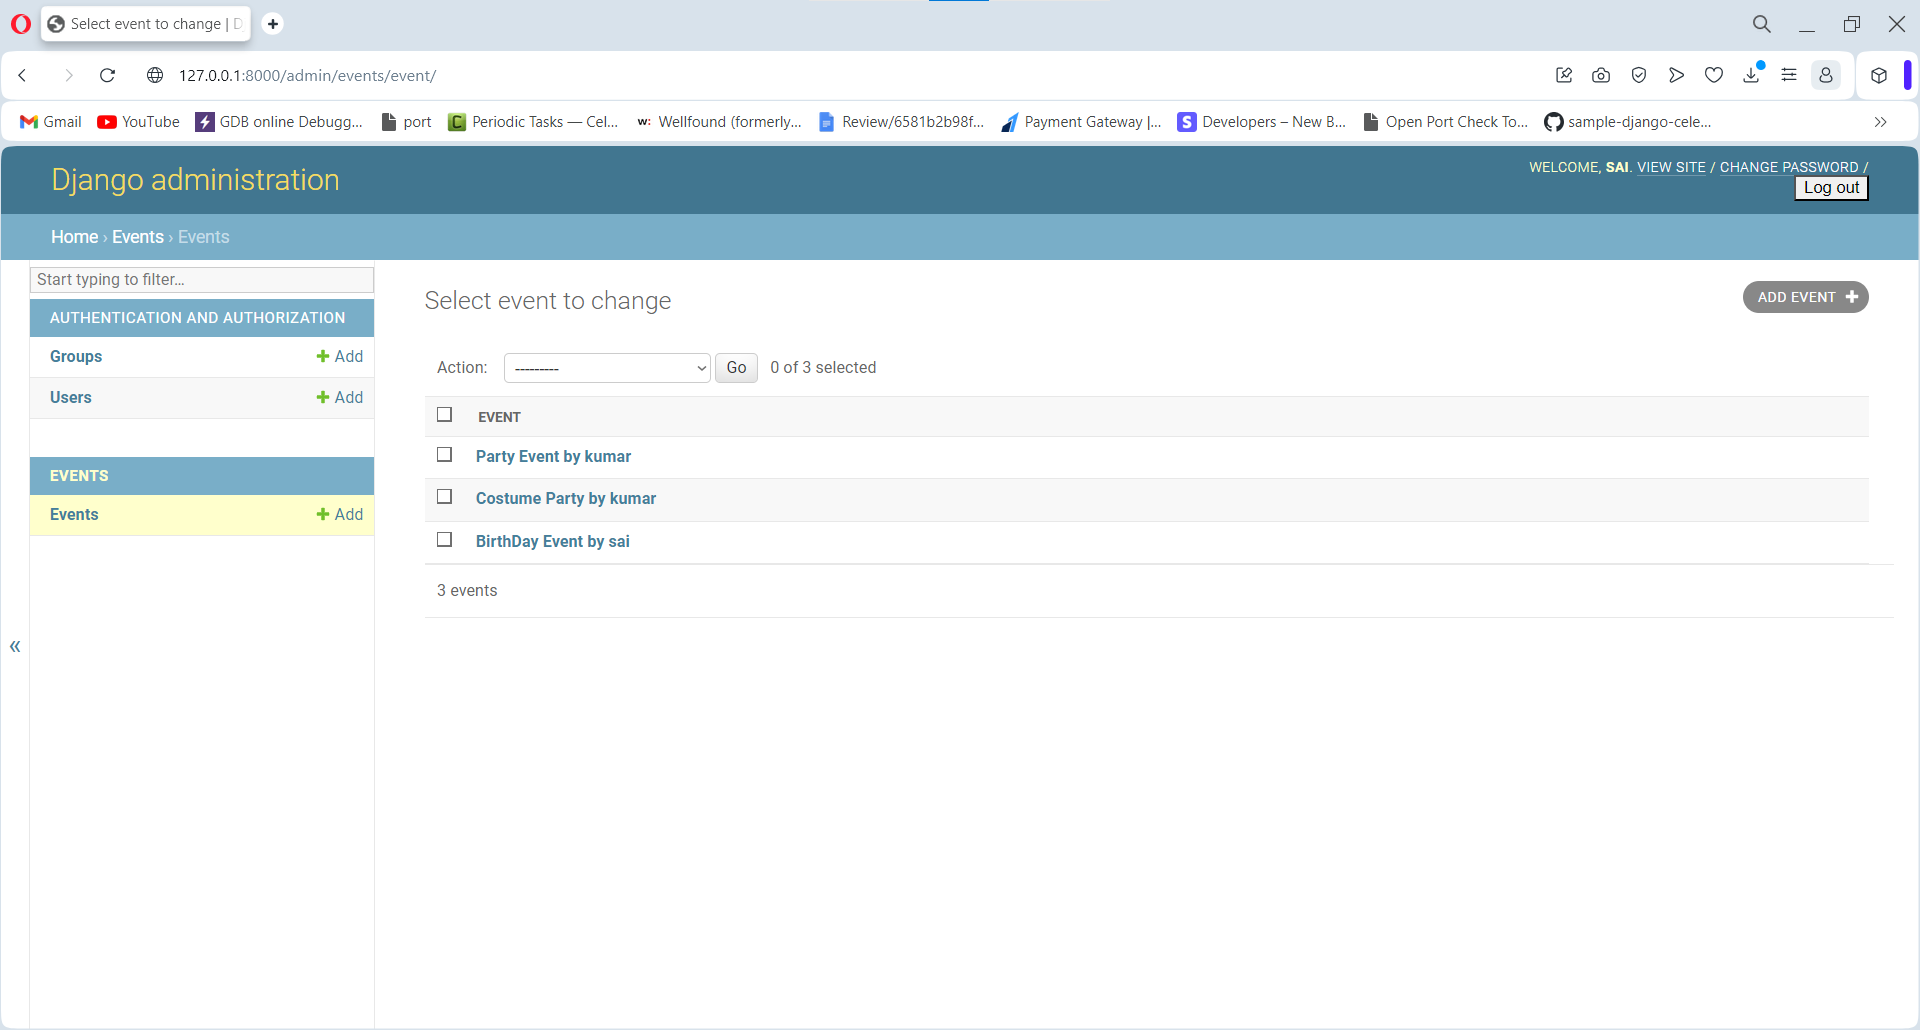 Select event to change | D
127.0.0.1:8000/admin/events/event/
Gmail YouTube GDB online Debugg... port Periodic Tasks — Cel... Wellfound (formerly... Review/6581b2b98f... Payment Gateway |... Developers – New B... Open Port Check To... sample-django-cele...
Django administration
WELCOME, SAI. VIEW SITE / CHANGE PASSWORD /
Log out
Home › Events › Events
Start typing to filter...
AUTHENTICATION AND AUTHORIZATION
Groups Add
Users Add
EVENTS
Events Add
Select event to change
ADD EVENT
Action: --------- Go 0 of 3 selected
EVENT
Party Event by kumar
Costume Party by kumar
BirthDay Event by sai
3 events